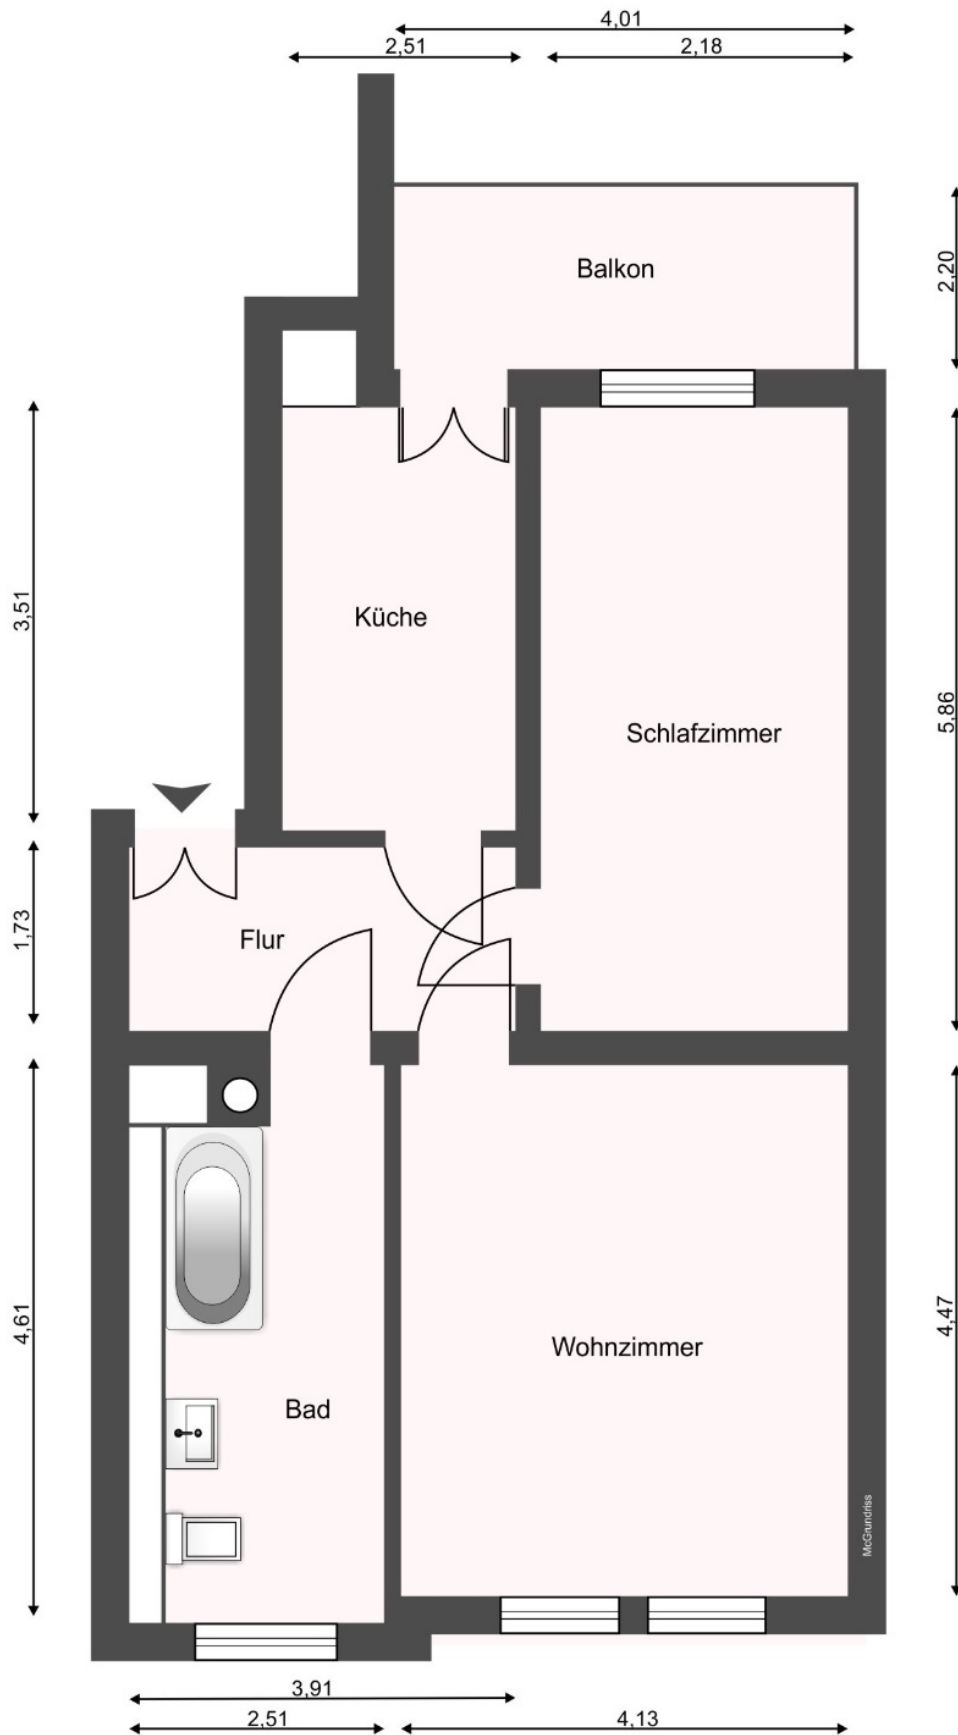 4,01
2,51
2,18
Balkon
2,20
3,51
Küche
5,86
Schlafzimmer
1,73
Flur
4,61
4,47
Wohnzimmer
Bad
McGrundriss
3,91
2,51
4,13